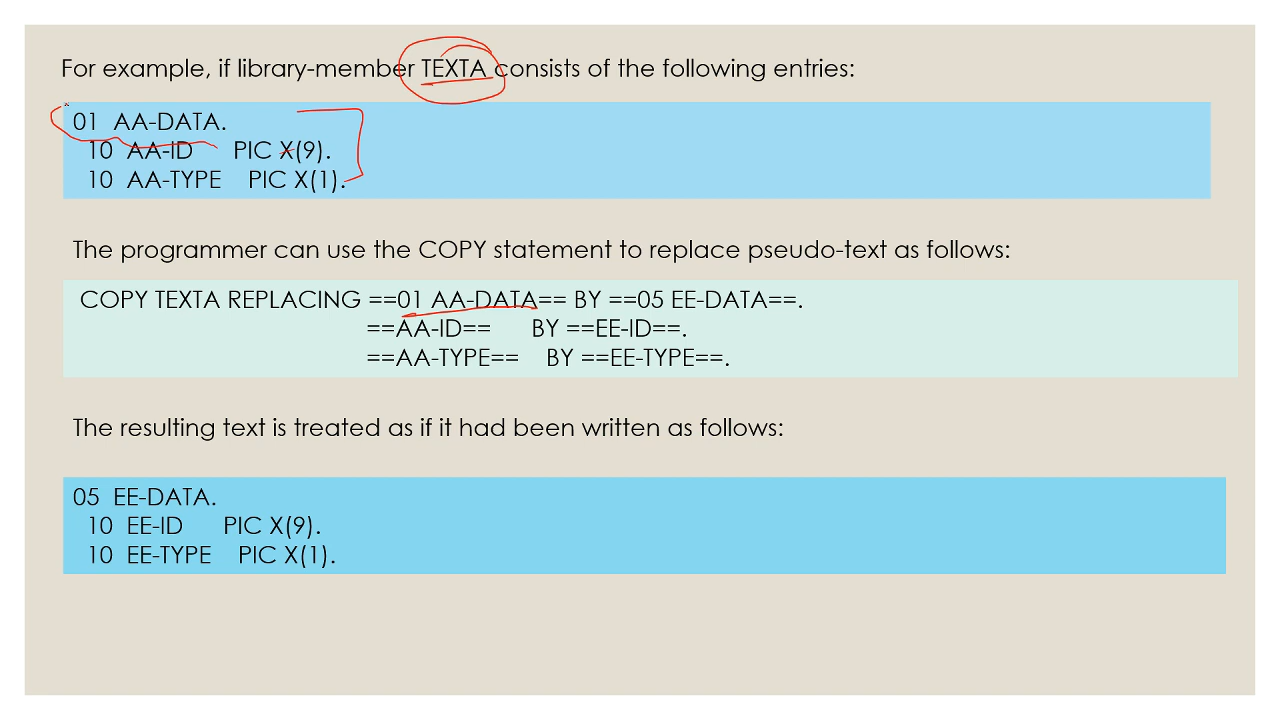 For example, if library-member TEXTA consists of the following entries:
01 AA-DATA.
10 AA-ID PIC X(9).
10 AA-TYPE PIC X(1).
The programmer can use the COPY statement to replace pseudo-text as follows:
COPY TEXTA REPLACING ==01 AA-DATA== BY ==05 EE-DATA==.
==AA-ID== BY ==EE-ID==.
==AA-TYPE== BY ==EE-TYPE==.
The resulting text is treated as if it had been written as follows:
05 EE-DATA.
10 EE-ID PIC X(9).
10 EE-TYPE PIC X(1).